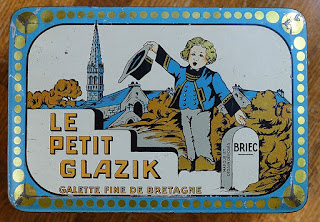 LE
PETIT
GLAZIK
GALETTE FINE DE BRETAGNE
BRIEC